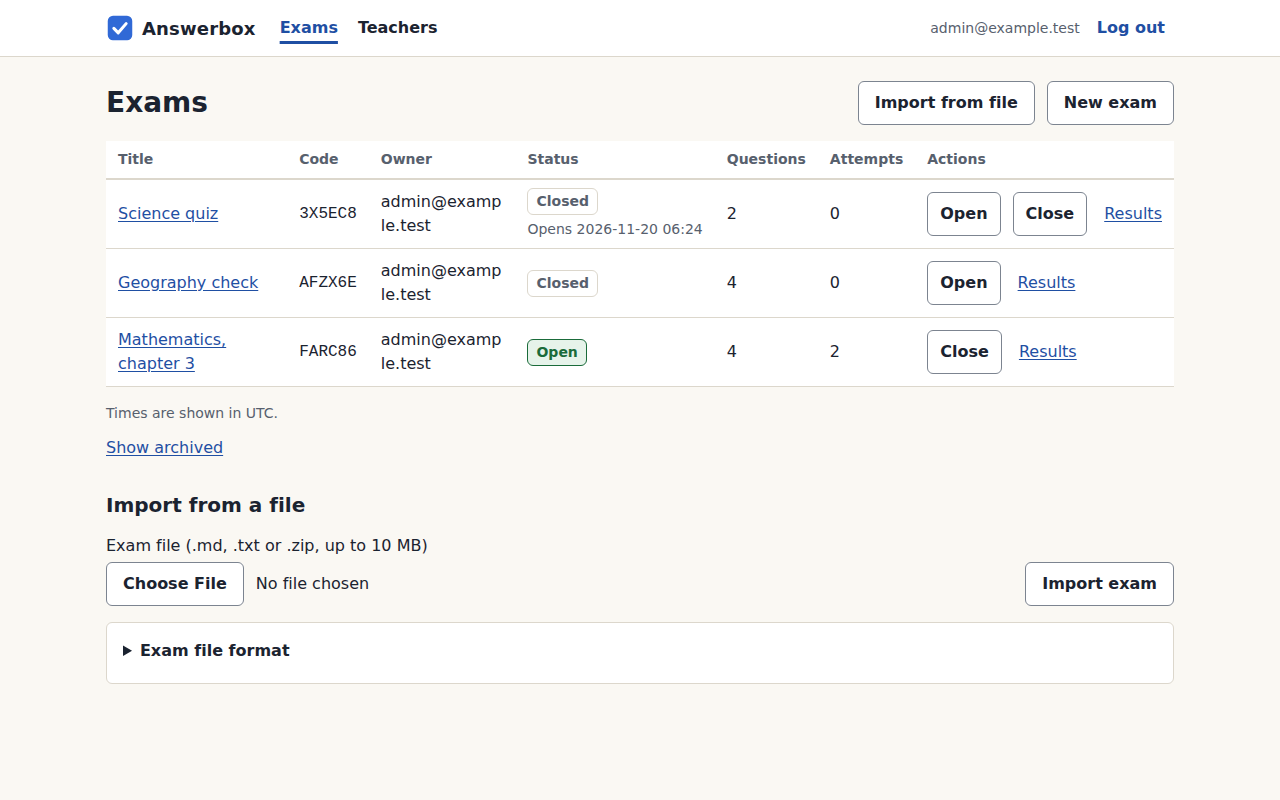 Answerbox Exams Teachers admin@example.test Log out
Exams Import from file New exam
Title Code Owner Status Questions Attempts Actions
Science quiz 3X5EC8 admin@examp
le.test Closed
Opens 2026-11-20 06:24 2 0 Open Close Results
Geography check AFZX6E admin@examp
le.test Closed 4 0 Open Results
Mathematics,
chapter 3 FARC86 admin@examp
le.test Open 4 2 Close Results
Times are shown in UTC.
Show archived
Import from a file
Exam file (.md, .txt or .zip, up to 10 MB)
Choose File No file chosen Import exam
Exam file format